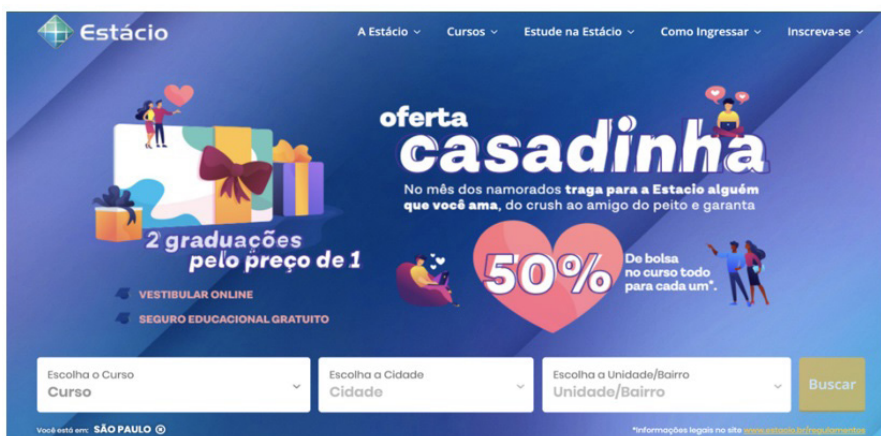 Estácio
A Estácio
Cursos
Estude na Estácio
Como Ingressar
Inscreva-se
oferta
casadinha
No mês dos namorados traga para a Estacio alguém
que você ama, do crush ao amigo do peito e garanta
2 graduações
pelo preço de 1
VESTIBULAR ONLINE
SEGURO EDUCACIONAL GRATUITO
50%
De bolsa
no curso todo
para cada um*.
Escolha o Curso
Curso
Escolha a Cidade
Cidade
Escolha a Unidade/Bairro
Unidade/Bairro
Buscar
Você está em: SÃO PAULO
*Informações legais no site www.estacio.br/regulamentos